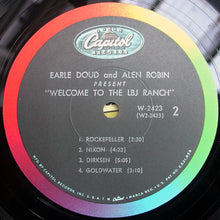 Capitol
EARLE DOUD and ALEN ROBIN
PRESENT
"WELCOME TO THE LBJ RANCH"
W-2423
(W2-2423)
2
1. ROCKEFELLER (2:30)
2. NIXON (4:32)
3. DIRKSEN (5:05)
4. GOLDWATER (3:10)